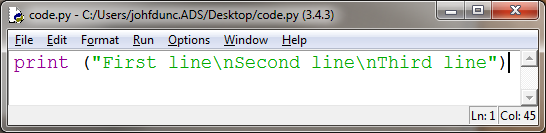 code.py - C:/Users/johfdunc.ADS/Desktop/code.py (3.4.3)
File Edit Format Run Options Window Help
print ("First line\nSecond line\nThird line")
Ln: 1 Col: 45